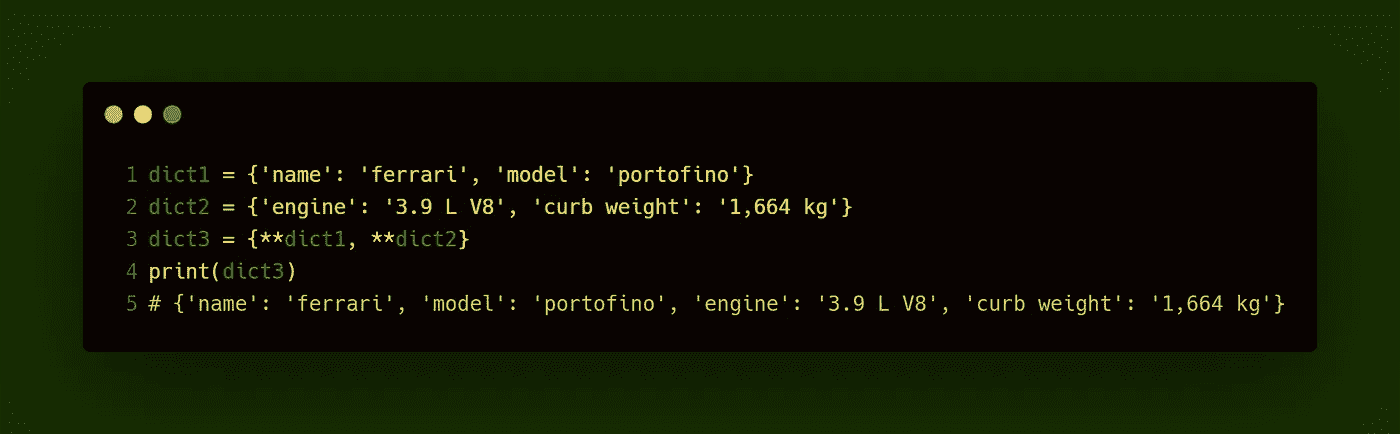 1 dict1 = {'name': 'ferrari', 'model': 'portofino'}
2 dict2 = {'engine': '3.9 L V8', 'curb weight': '1,664 kg'}
3 dict3 = {**dict1, **dict2}
4 print(dict3)
5 # {'name': 'ferrari', 'model': 'portofino', 'engine': '3.9 L V8', 'curb weight': '1,664 kg'}